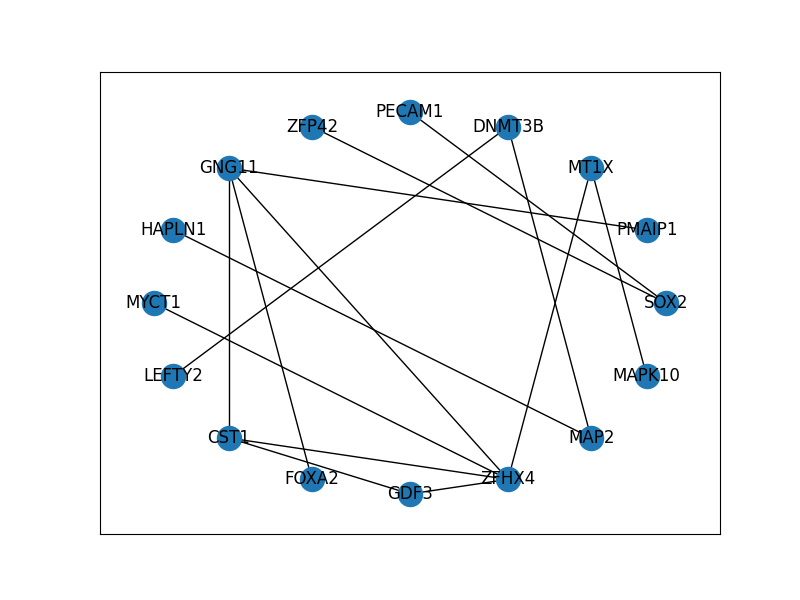 PECAM1
ZFP42
DNMT3B
GNG11
MT1X
HAPLN1
PMAIP1
MYCT1
SOX2
LEFTY2
MAPK10
CST1
MAP2
FOXA2
ZFHX4
GDF3